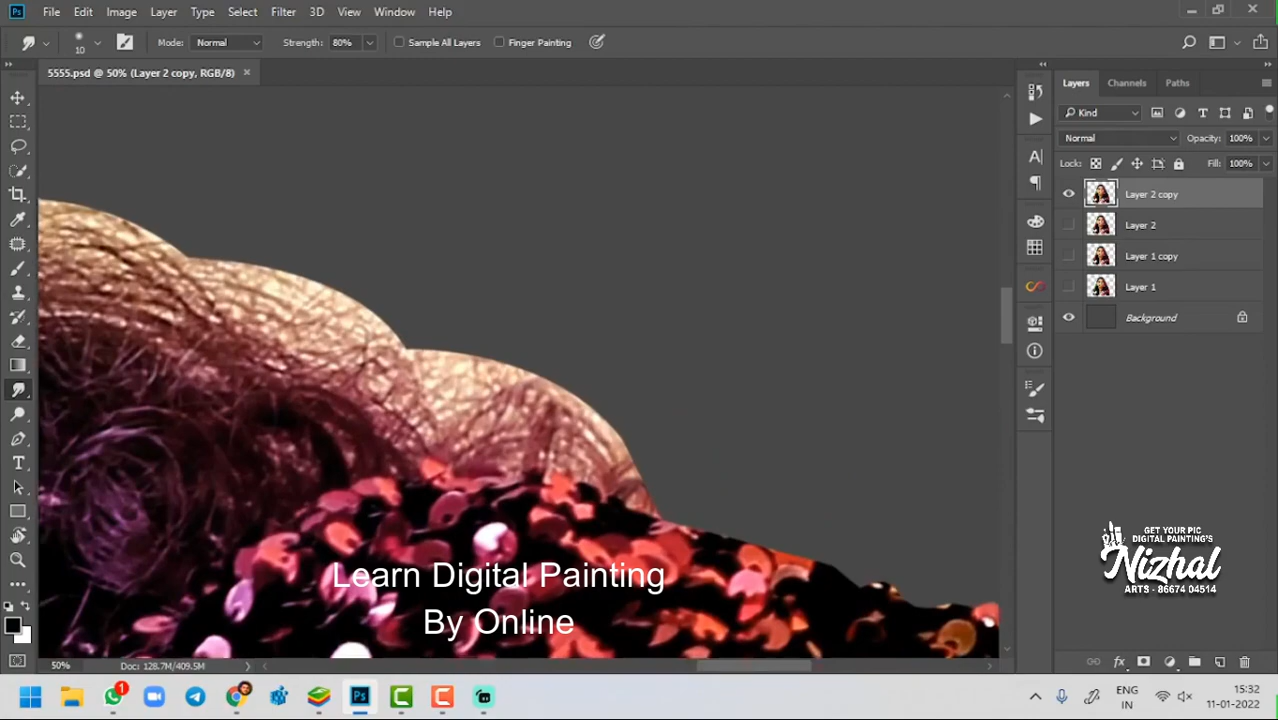 Ps File Edit Image Layer Type Select Filter 3D View Window Help
10 Mode: Normal Strength: 80% Sample All Layers Finger Painting
5555.psd @ 50% (Layer 2 copy, RGB/8) ×
Layers Channels Paths
Kind
Normal Opacity: 100%
Lock: Fill: 100%
Layer 2 copy
Layer 2
Layer 1 copy
Layer 1
Background
GET YOUR PIC
DIGITAL PAINTING'S
Nizhal
ARTS - 86674 04514
Learn Digital Painting
By Online
50% Doc: 128.7M/409.5M
1 Ps ENG 15:32
IN 11-01-2022